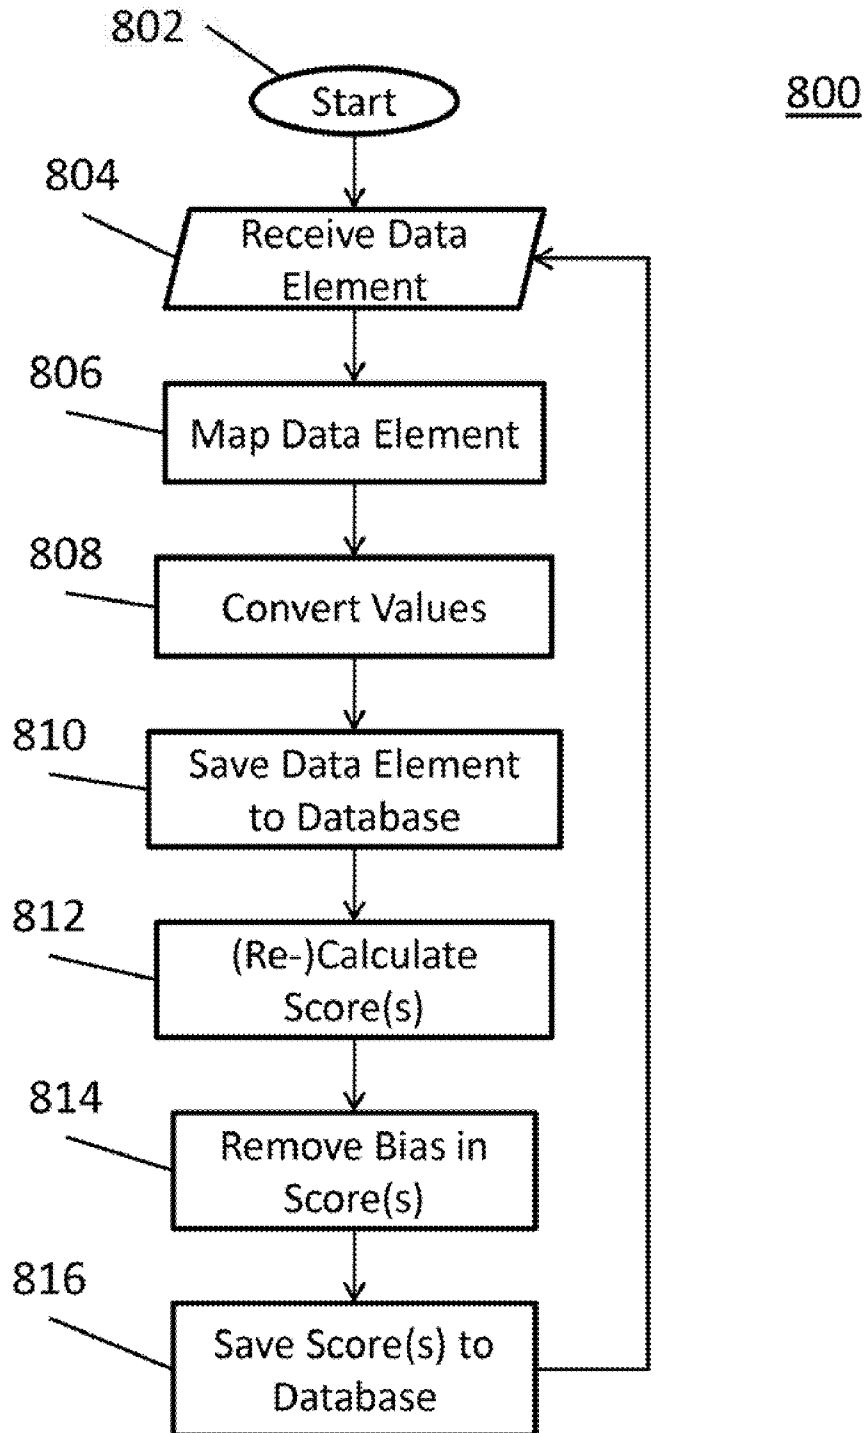 802
Start
800
804
Receive Data
Element
806
Map Data Element
808
Convert Values
810
Save Data Element
to Database
812
(Re-)Calculate
Score(s)
814
Remove Bias in
Score(s)
816
Save Score(s) to
Database